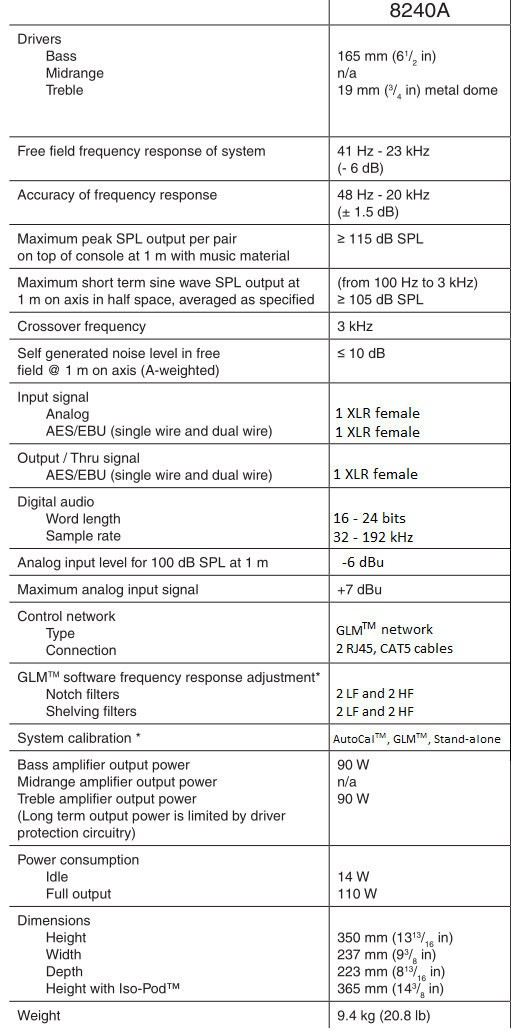 8240A
Drivers
Bass 165 mm (6 1/2 in)
Midrange n/a
Treble 19 mm (3/4 in) metal dome
Free field frequency response of system 41 Hz - 23 kHz
(- 6 dB)
Accuracy of frequency response 48 Hz - 20 kHz
(± 1.5 dB)
Maximum peak SPL output per pair ≥ 115 dB SPL
on top of console at 1 m with music material
Maximum short term sine wave SPL output at (from 100 Hz to 3 kHz)
1 m on axis in half space, averaged as specified ≥ 105 dB SPL
Crossover frequency 3 kHz
Self generated noise level in free ≤ 10 dB
field @ 1 m on axis (A-weighted)
Input signal
Analog 1 XLR female
AES/EBU (single wire and dual wire) 1 XLR female
Output / Thru signal
AES/EBU (single wire and dual wire) 1 XLR female
Digital audio
Word length 16 - 24 bits
Sample rate 32 - 192 kHz
Analog input level for 100 dB SPL at 1 m -6 dBu
Maximum analog input signal +7 dBu
Control network
Type GLM™ network
Connection 2 RJ45, CAT5 cables
GLM™ software frequency response adjustment*
Notch filters 2 LF and 2 HF
Shelving filters 2 LF and 2 HF
System calibration * AutoCal™, GLM™, Stand-alone
Bass amplifier output power 90 W
Midrange amplifier output power n/a
Treble amplifier output power 90 W
(Long term output power is limited by driver
protection circuitry)
Power consumption
Idle 14 W
Full output 110 W
Dimensions
Height 350 mm (13 13/16 in)
Width 237 mm (9 3/8 in)
Depth 223 mm (8 13/16 in)
Height with Iso-Pod™ 365 mm (14 3/8 in)
Weight 9.4 kg (20.8 lb)